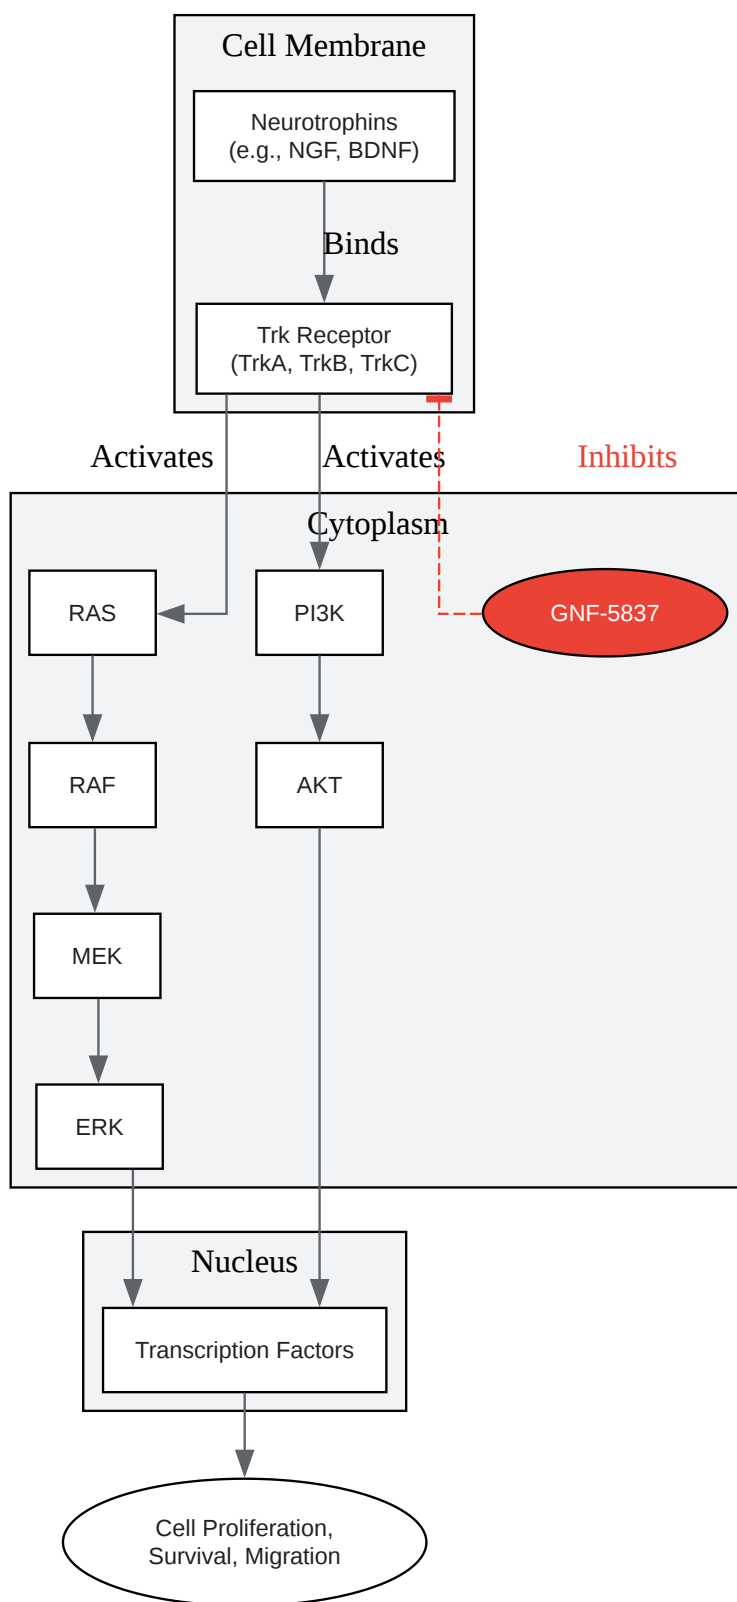 Cell Membrane
Neurotrophins
(e.g., NGF, BDNF)
Binds
Trk Receptor
(TrkA, TrkB, TrkC)
Activates
Activates
Inhibits
Cytoplasm
RAS
PI3K
GNF-5837
RAF
AKT
MEK
ERK
Nucleus
Transcription Factors
Cell Proliferation,
Survival, Migration